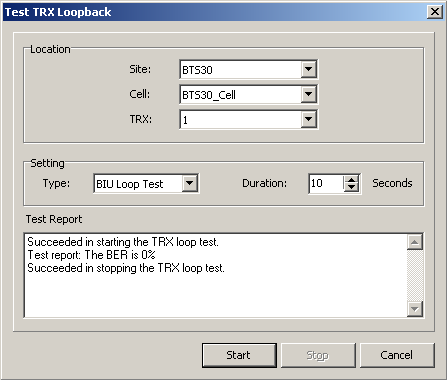 Test TRX Loopback
Location
Site: BTS30
Cell: BTS30_Cell
TRX: 1
Setting
Type: BIU Loop Test Duration: 10 Seconds
Test Report
Succeeded in starting the TRX loop test.
Test report: The BER is 0%
Succeeded in stopping the TRX loop test.
Start Stop Cancel